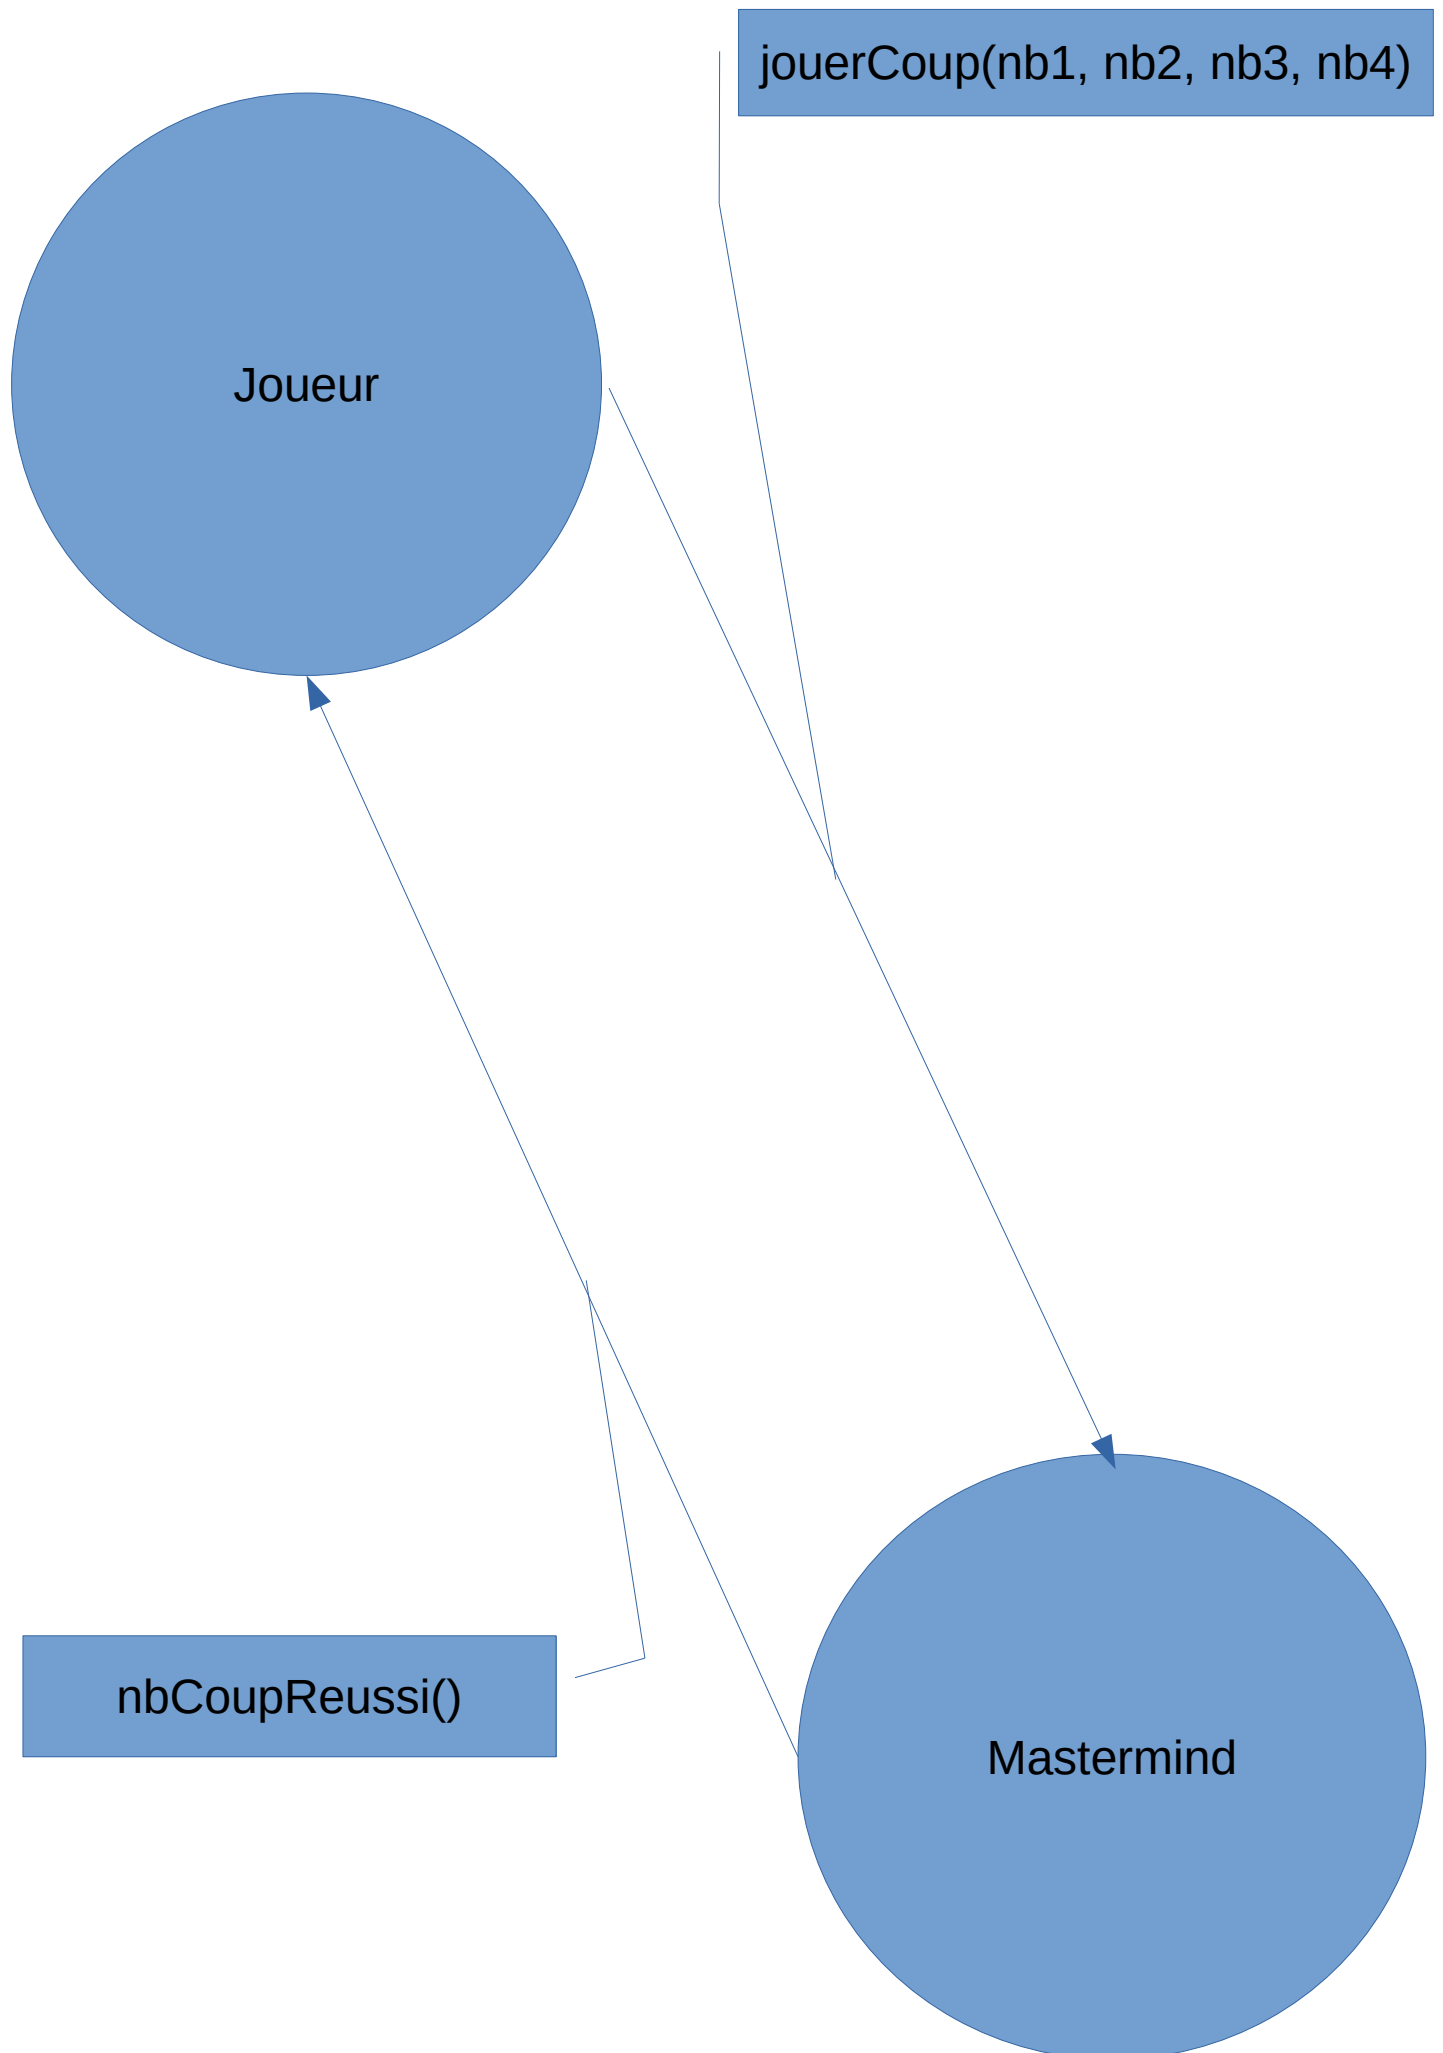 jouerCoup(nb1, nb2, nb3, nb4)
Joueur
nbCoupReussi()
Mastermind